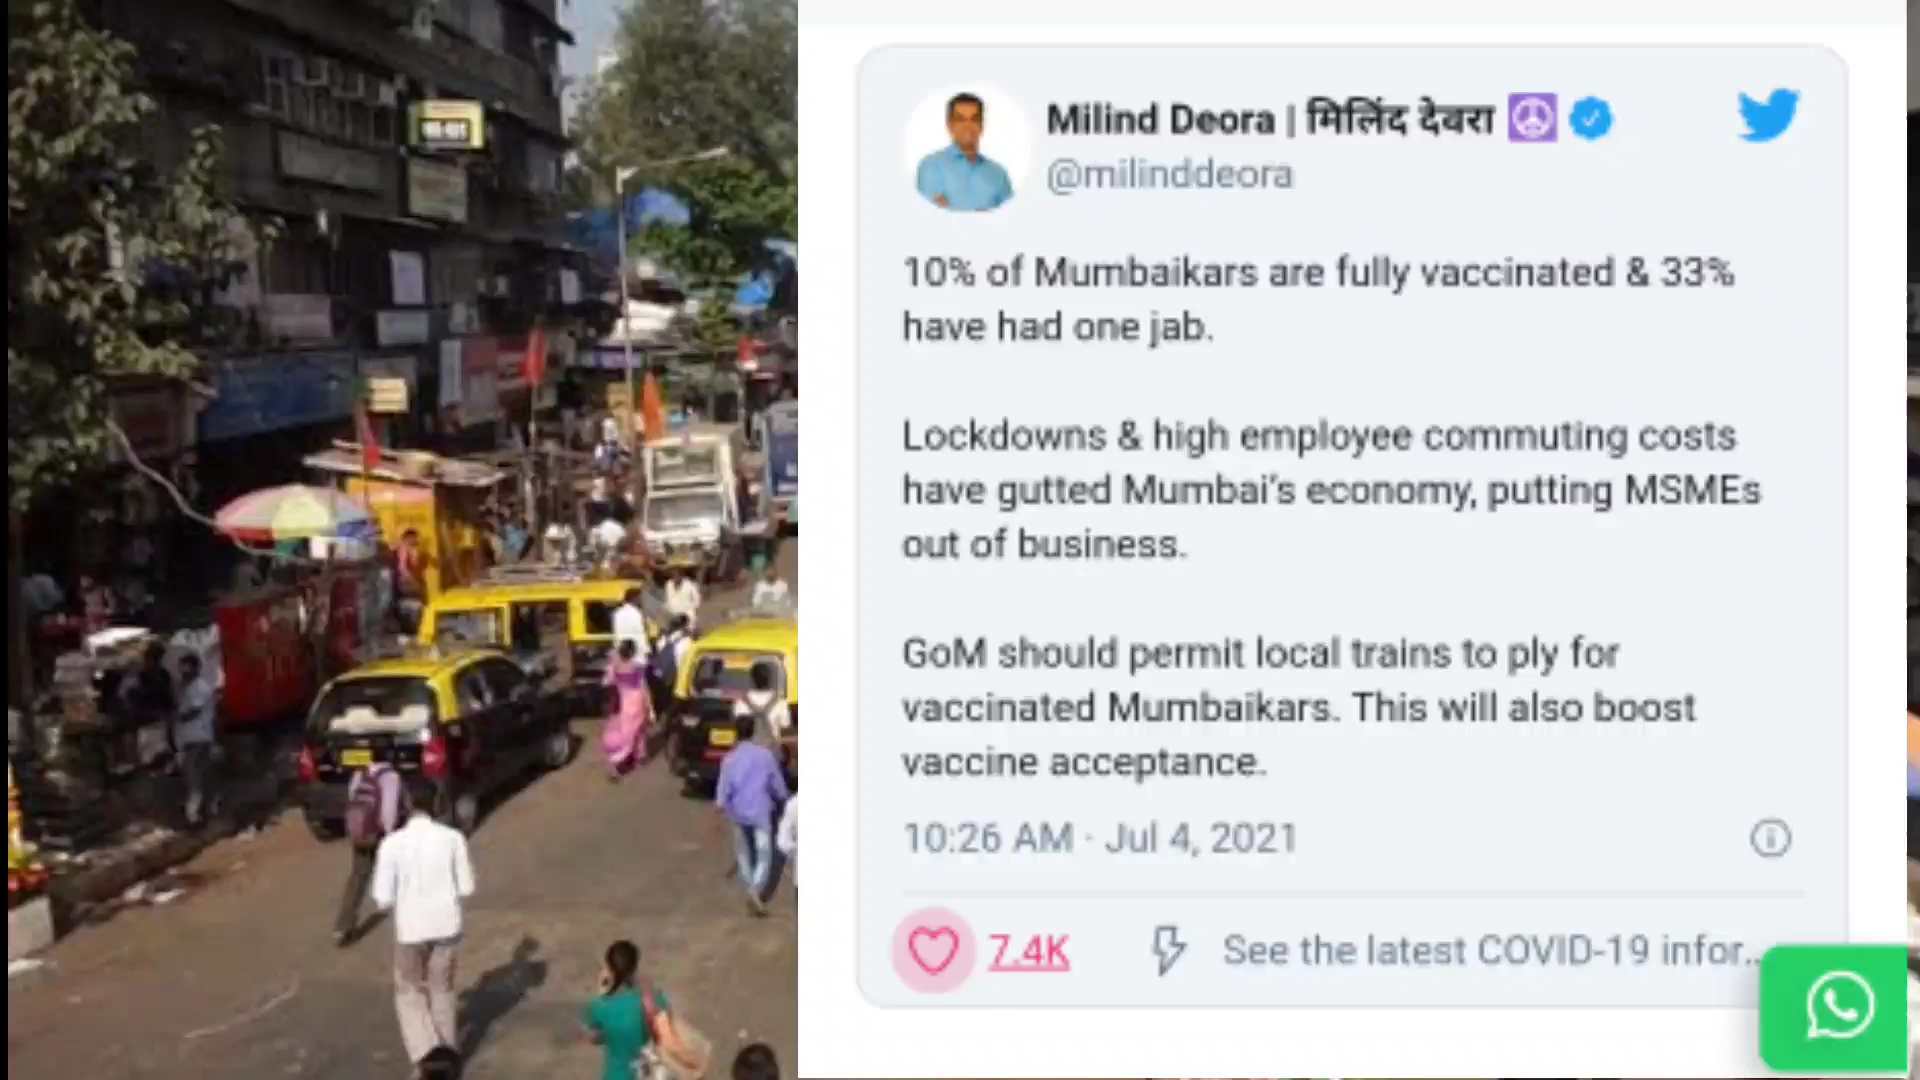 Milind Deora | मिलिंद देवरा
@milinddeora
10% of Mumbaikars are fully vaccinated & 33%
have had one jab.
Lockdowns & high employee commuting costs
have gutted Mumbai's economy, putting MSMEs
out of business.
GoM should permit local trains to ply for
vaccinated Mumbaikars. This will also boost
vaccine acceptance.
10:26 AM · Jul 4, 2021
7.4K
See the latest COVID-19 infor...